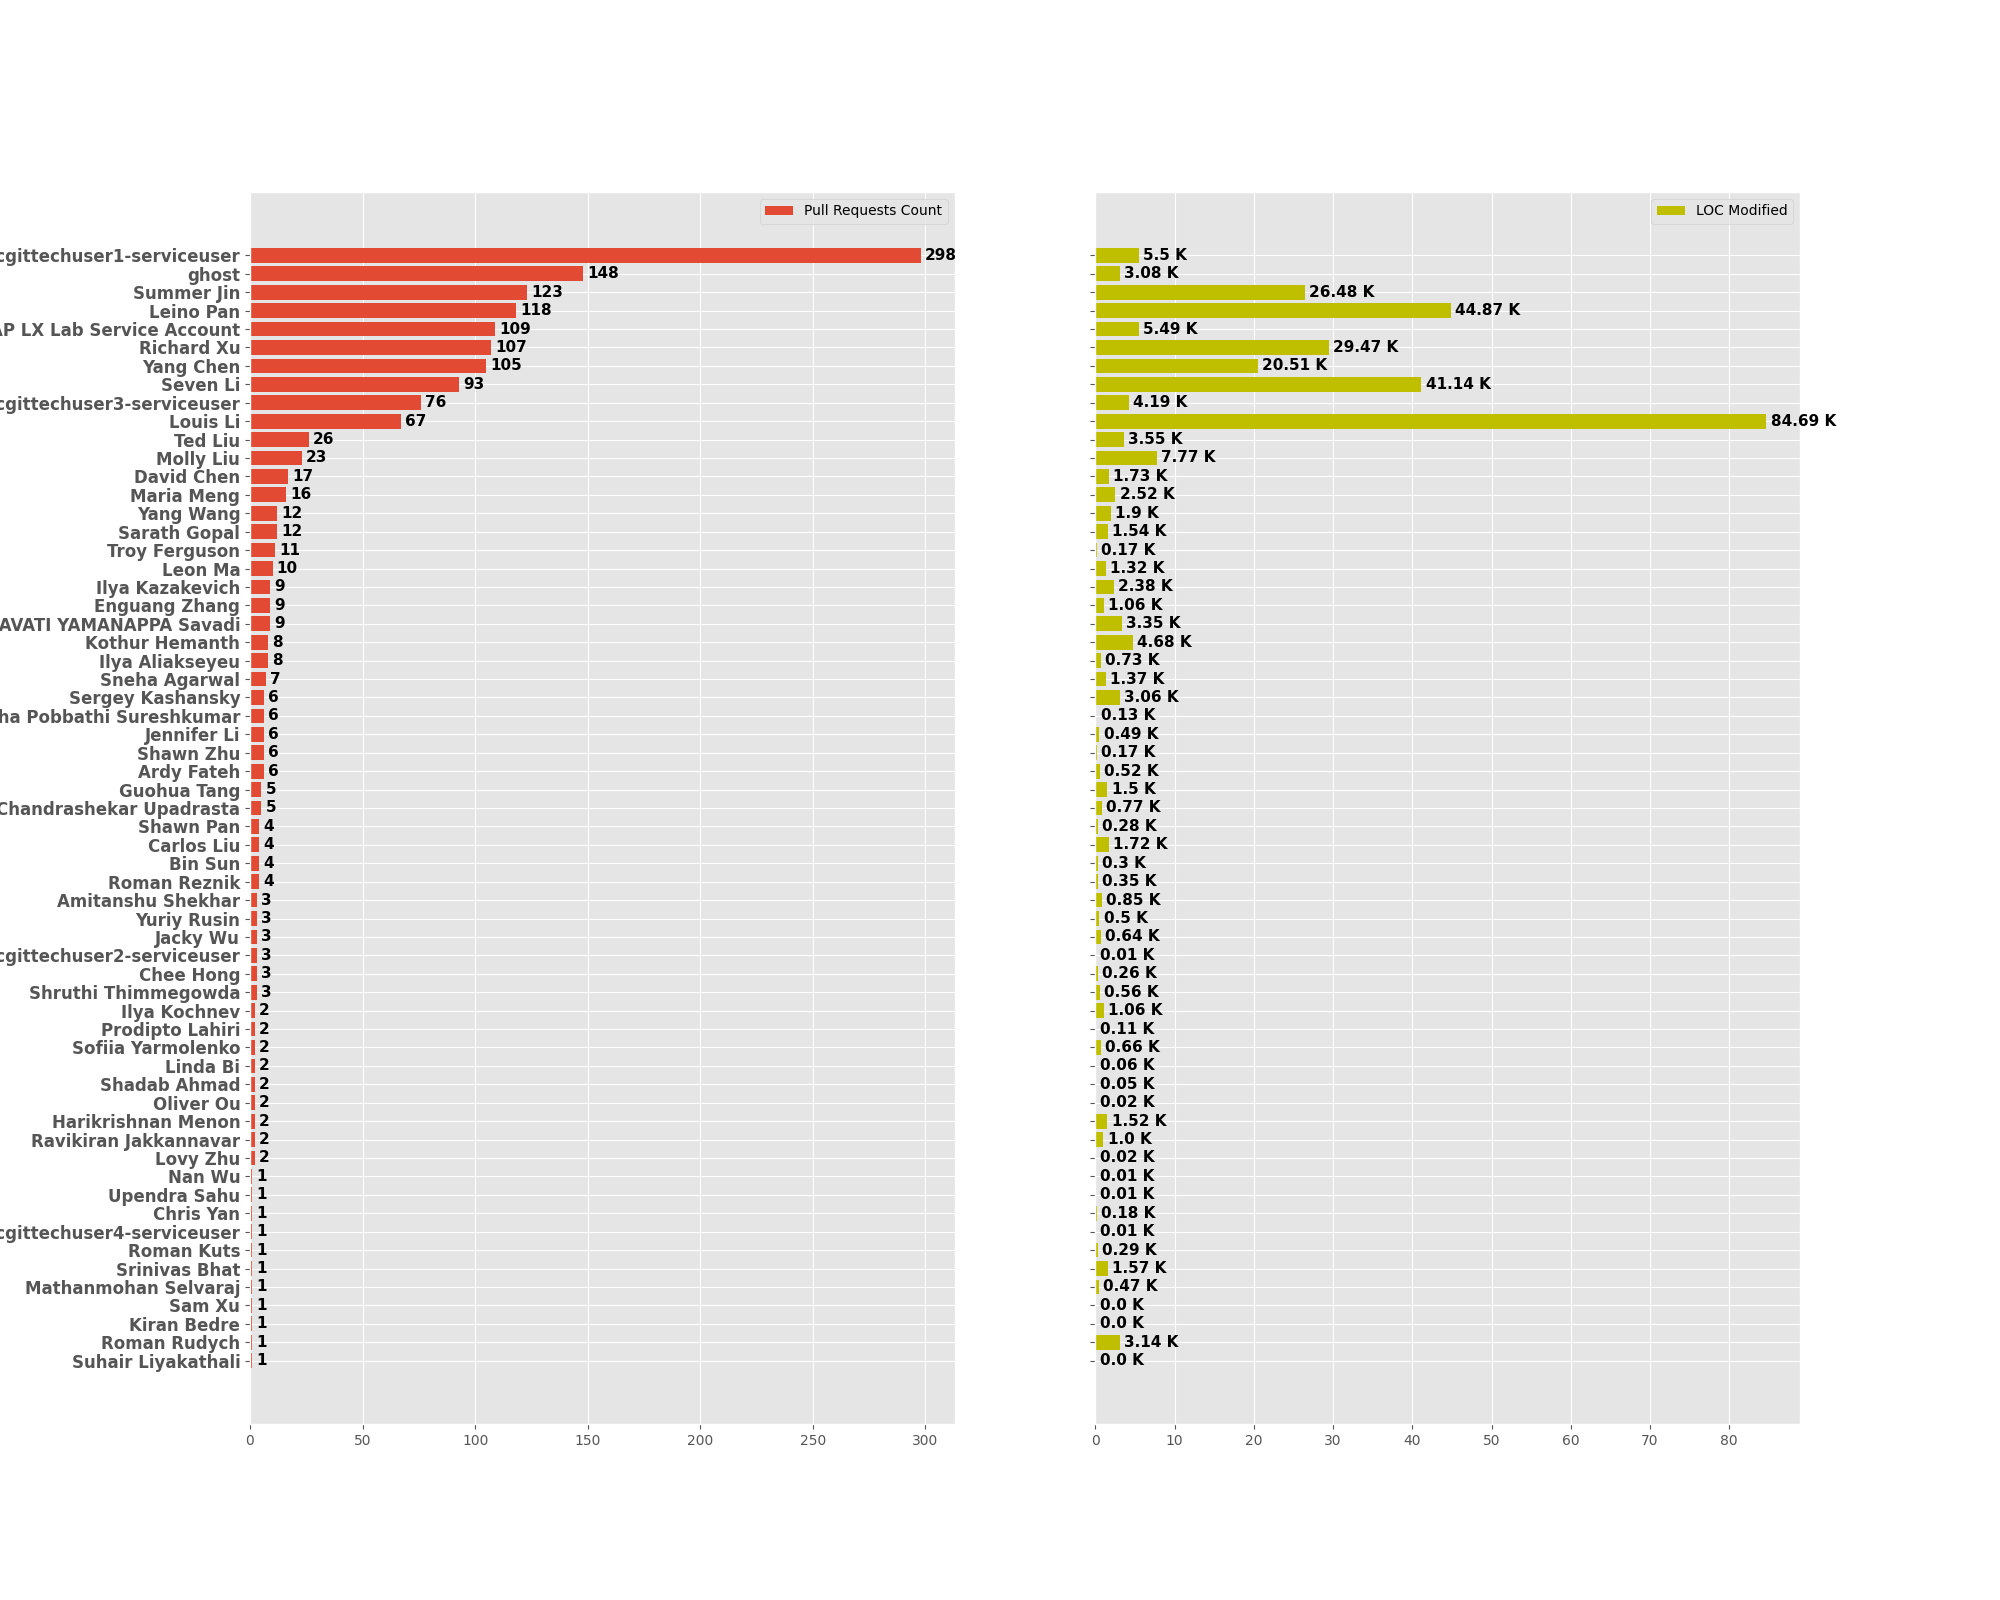 Pull Requests Count
LOC Modified
cgittechuser1-serviceuser 298 5.5 K
ghost 148 3.08 K
Summer Jin 123 26.48 K
Leino Pan 118 44.87 K
AP LX Lab Service Account 109 5.49 K
Richard Xu 107 29.47 K
Yang Chen 105 20.51 K
Seven Li 93 41.14 K
cgittechuser3-serviceuser 76 4.19 K
Louis Li 67 84.69 K
Ted Liu 26 3.55 K
Molly Liu 23 7.77 K
David Chen 17 1.73 K
Maria Meng 16 2.52 K
Yang Wang 12 1.9 K
Sarath Gopal 12 1.54 K
Troy Ferguson 11 0.17 K
Leon Ma 10 1.32 K
Ilya Kazakevich 9 2.38 K
Enguang Zhang 9 1.06 K
AVATI YAMANAPPA Savadi 9 3.35 K
Kothur Hemanth 8 4.68 K
Ilya Aliakseyeu 8 0.73 K
Sneha Agarwal 7 1.37 K
Sergey Kashansky 6 3.06 K
ha Pobbathi Sureshkumar 6 0.13 K
Jennifer Li 6 0.49 K
Shawn Zhu 6 0.17 K
Ardy Fateh 6 0.52 K
Guohua Tang 5 1.5 K
Chandrashekar Upadrasta 5 0.77 K
Shawn Pan 4 0.28 K
Carlos Liu 4 1.72 K
Bin Sun 4 0.3 K
Roman Reznik 4 0.35 K
Amitanshu Shekhar 3 0.85 K
Yuriy Rusin 3 0.5 K
Jacky Wu 3 0.64 K
cgittechuser2-serviceuser 3 0.01 K
Chee Hong 3 0.26 K
Shruthi Thimmegowda 3 0.56 K
Ilya Kochnev 2 1.06 K
Prodipto Lahiri 2 0.11 K
Sofiia Yarmolenko 2 0.66 K
Linda Bi 2 0.06 K
Shadab Ahmad 2 0.05 K
Oliver Ou 2 0.02 K
Harikrishnan Menon 2 1.52 K
Ravikiran Jakkannavar 2 1.0 K
Lovy Zhu 2 0.02 K
Nan Wu 1 0.01 K
Upendra Sahu 1 0.01 K
Chris Yan 1 0.18 K
cgittechuser4-serviceuser 1 0.01 K
Roman Kuts 1 0.29 K
Srinivas Bhat 1 1.57 K
Mathanmohan Selvaraj 1 0.47 K
Sam Xu 1 0.0 K
Kiran Bedre 1 0.0 K
Roman Rudych 1 3.14 K
Suhair Liyakathali 1 0.0 K
0 50 100 150 200 250 300
0 10 20 30 40 50 60 70 80